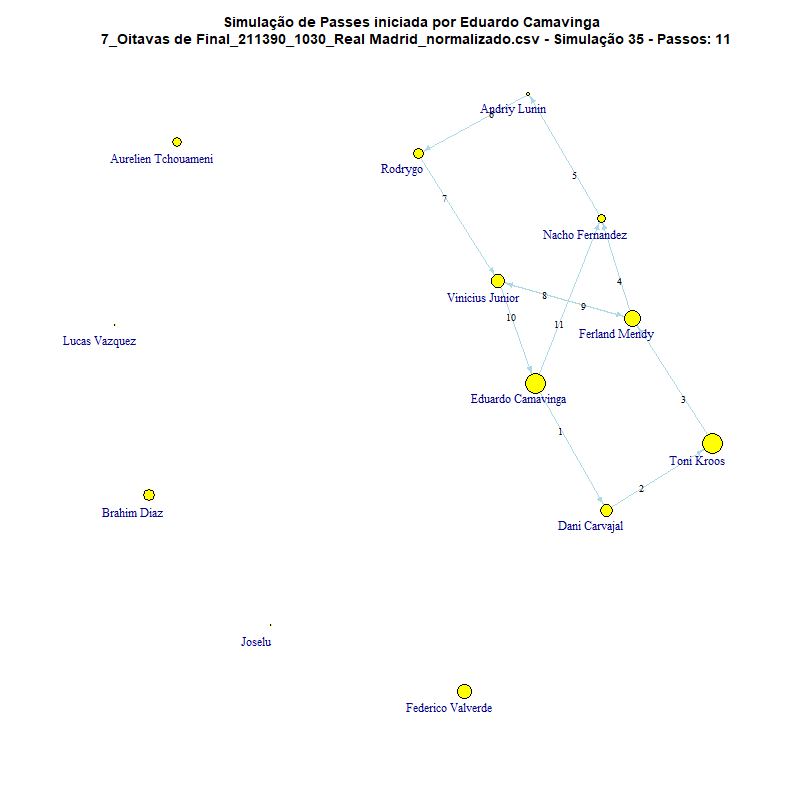 Simulação de Passes iniciada por Eduardo Camavinga
7_Oitavas de Final_211390_1030_Real Madrid_normalizado.csv - Simulação 35 - Passos: 11
Andriy Lunin
6
Aurelien Tchouameni
Rodrygo
5
7
Nacho Fernandez
4
Vinicius Junior
8
9
10
11
Ferland Mendy
Lucas Vazquez
Eduardo Camavinga
3
1
Toni Kroos
2
Brahim Diaz
Dani Carvajal
Joselu
Federico Valverde